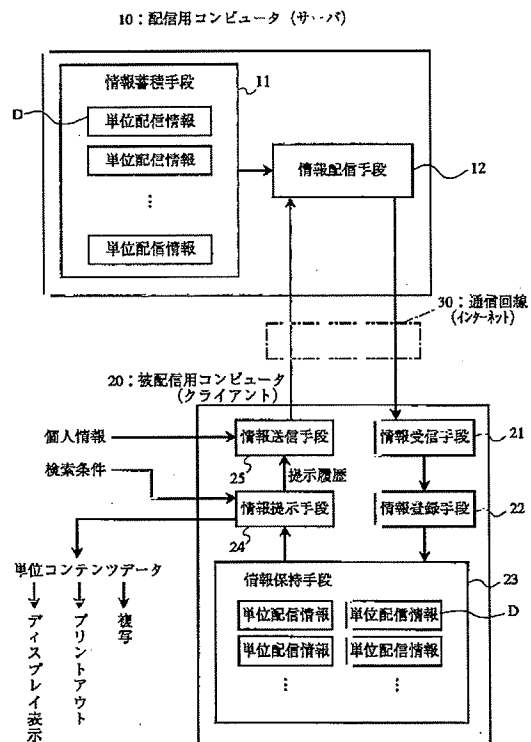 10：配信用コンピュータ（サーバ）
情報蓄積手段
11
D
単位配信情報
単位配信情報
⋮
単位配信情報
情報配信手段
12
30：通信回線
（インターネット）
20：被配信用コンピュータ
（クライアント）
個人情報
検索条件
情報送信手段
25
提示履歴
情報提示手段
24
情報受信手段
21
情報登録手段
22
情報保持手段
23
単位配信情報
単位配信情報
D
単位配信情報
単位配信情報
⋮
⋮
単位コンテンツデータ
ディスプレイ表示
プリントアウト
複写